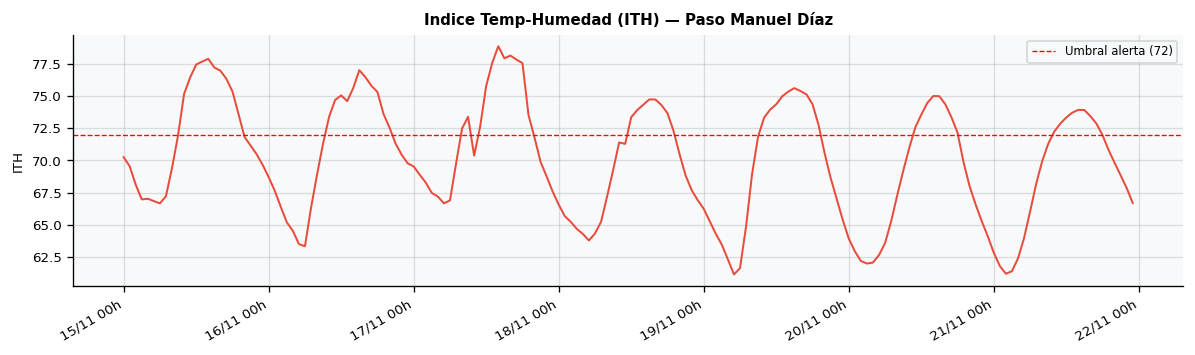 Indice Temp-Humedad (ITH) — Paso Manuel Díaz
Umbral alerta (72)
ITH
77.5
75.0
72.5
70.0
67.5
65.0
62.5
15/11 00h
16/11 00h
17/11 00h
18/11 00h
19/11 00h
20/11 00h
21/11 00h
22/11 00h